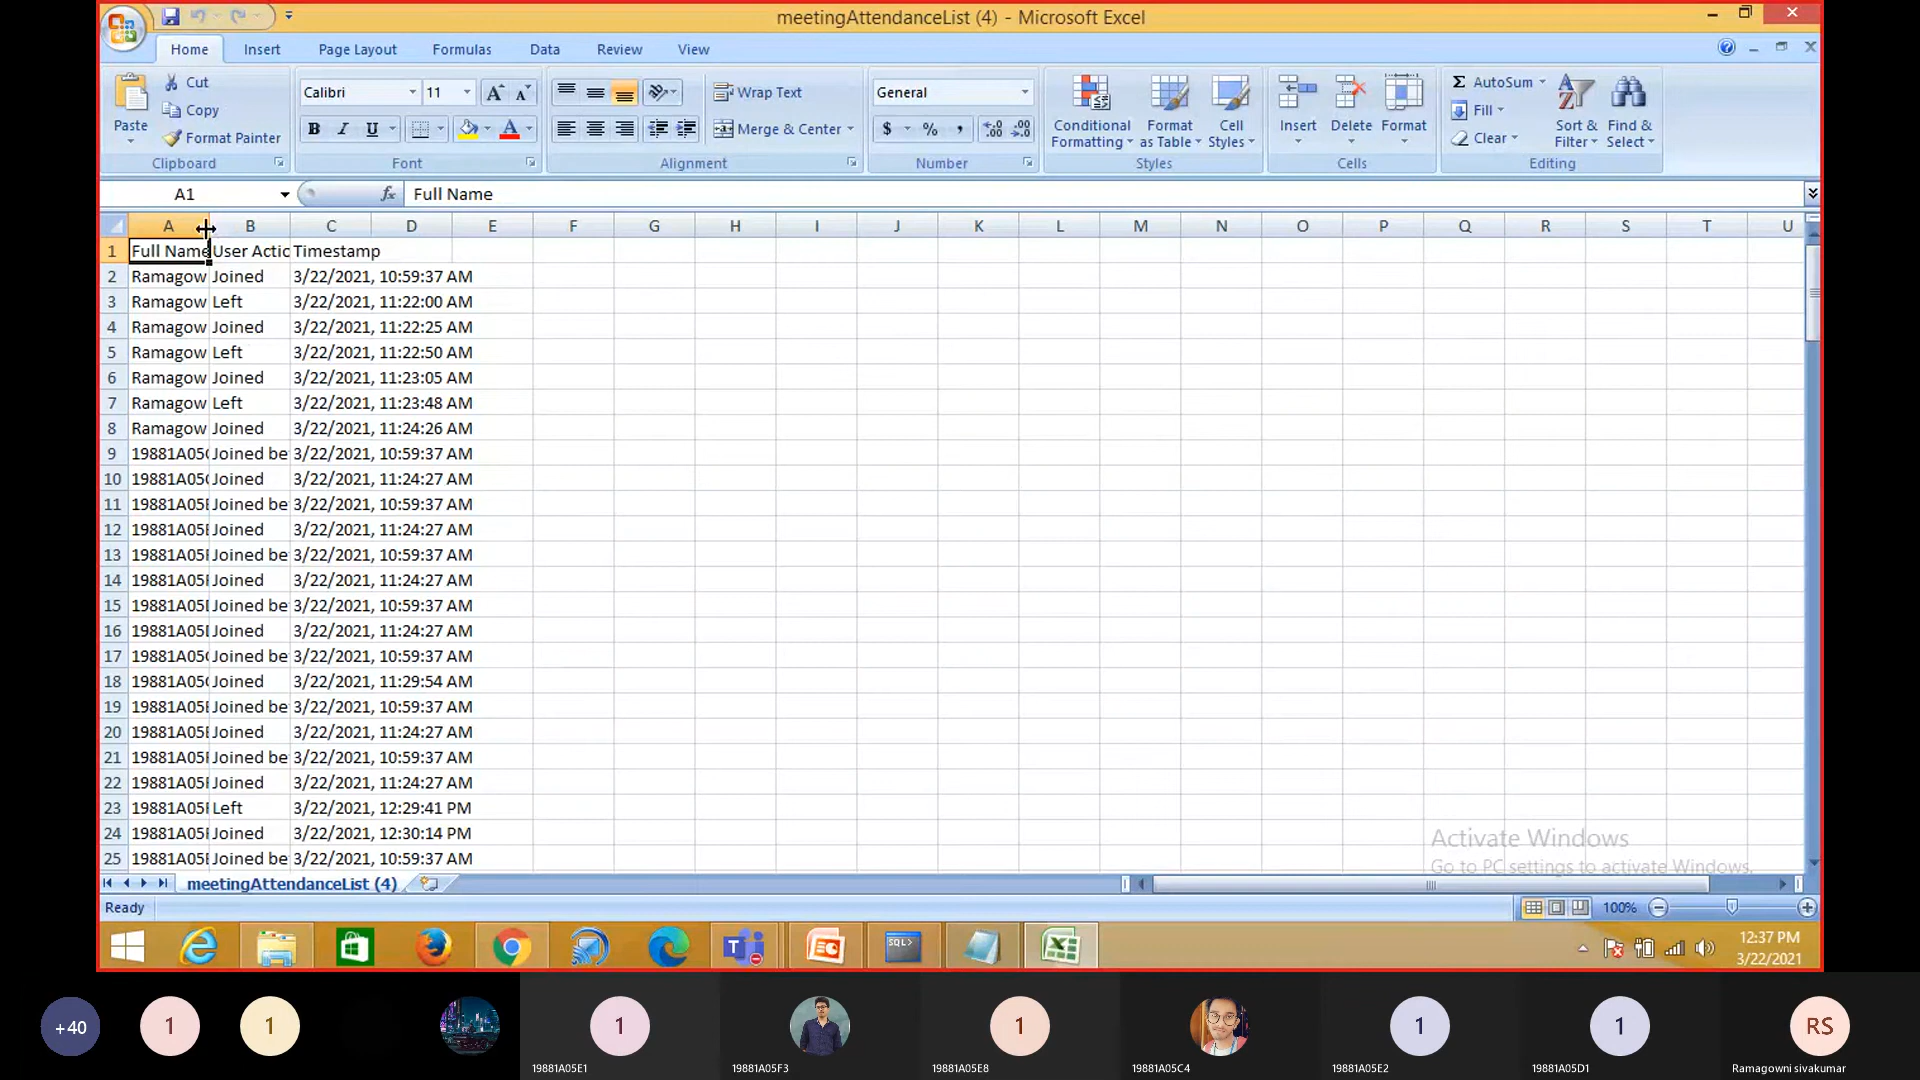 meetingAttendanceList (4) - Microsoft Excel
Home Insert Page Layout Formulas Data Review View
Paste Cut Copy Format Painter Clipboard
Calibri 11 B I U A Font
Wrap Text Merge & Center Alignment
General $ % , Number
Conditional Formatting Format as Table Cell Styles Styles
Insert Delete Format Cells
Σ AutoSum Fill Clear Sort & Filter Find & Select Editing
A1 fx Full Name
A B C D E F G H I J K L M N O P Q R S T U
1 Full Name User Actic Timestamp
2 Ramagow Joined 3/22/2021, 10:59:37 AM
3 Ramagow Left 3/22/2021, 11:22:00 AM
4 Ramagow Joined 3/22/2021, 11:22:25 AM
5 Ramagow Left 3/22/2021, 11:22:50 AM
6 Ramagow Joined 3/22/2021, 11:23:05 AM
7 Ramagow Left 3/22/2021, 11:23:48 AM
8 Ramagow Joined 3/22/2021, 11:24:26 AM
9 19881A05 Joined be 3/22/2021, 10:59:37 AM
10 19881A05 Joined 3/22/2021, 11:24:27 AM
11 19881A05 Joined be 3/22/2021, 10:59:37 AM
12 19881A05 Joined 3/22/2021, 11:24:27 AM
13 19881A05 Joined be 3/22/2021, 10:59:37 AM
14 19881A05 Joined 3/22/2021, 11:24:27 AM
15 19881A05 Joined be 3/22/2021, 10:59:37 AM
16 19881A05 Joined 3/22/2021, 11:24:27 AM
17 19881A05 Joined be 3/22/2021, 10:59:37 AM
18 19881A05 Joined 3/22/2021, 11:29:54 AM
19 19881A05 Joined be 3/22/2021, 10:59:37 AM
20 19881A05 Joined 3/22/2021, 11:24:27 AM
21 19881A05 Joined be 3/22/2021, 10:59:37 AM
22 19881A05 Joined 3/22/2021, 11:24:27 AM
23 19881A05 Left 3/22/2021, 12:29:41 PM
24 19881A05 Joined 3/22/2021, 12:30:14 PM
25 19881A05 Joined be 3/22/2021, 10:59:37 AM
Activate Windows
Go to PC settings to activate Windows.
meetingAttendanceList (4)
Ready 100%
SQL>
12:37 PM
3/22/2021
+40 1 1 1 1 1 1 RS
19881A05E1 19881A05F3 19881A05E8 19881A05C4 19881A05E2 19881A05D1 Ramagowni sivakumar